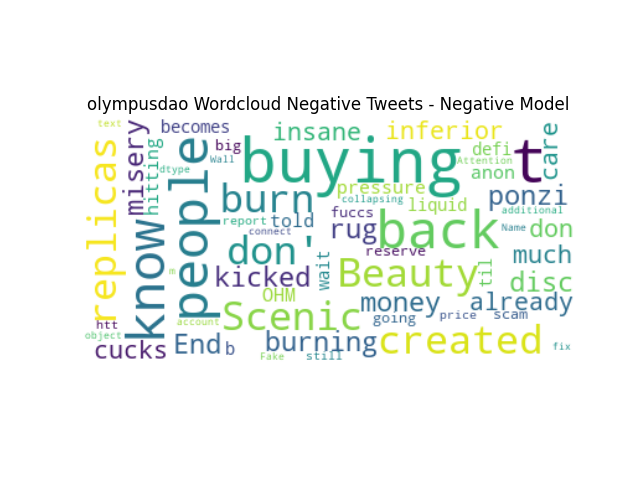 olympusdao Wordcloud Negative Tweets - Negative Model
text
becomes
insane
inferior
replicas
misery
hitting
dtype
people
big
Wall
buying
defi
Attention
anon
t
care
know
burn
pressure
collapsing
liquid
ponzi
additional
report
told
fuccs
rug
back
Name
don
connect
don'
reserve
much
wait
kicked
OHM
Beauty
til
disc
m
account
Scenic
money
already
going
price
scam
htt
object
cucks
End
b
burning
Fake
still
created
fix